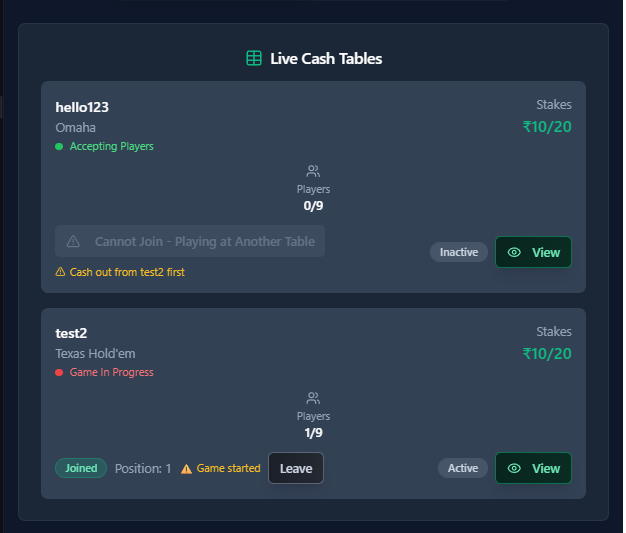 Live Cash Tables
hello123
Stakes
Omaha
₹10/20
Accepting Players
Players
0/9
Cannot Join - Playing at Another Table
Inactive
View
Cash out from test2 first
test2
Stakes
Texas Hold'em
₹10/20
Game In Progress
Players
1/9
Joined Position: 1 Game started Leave Active View